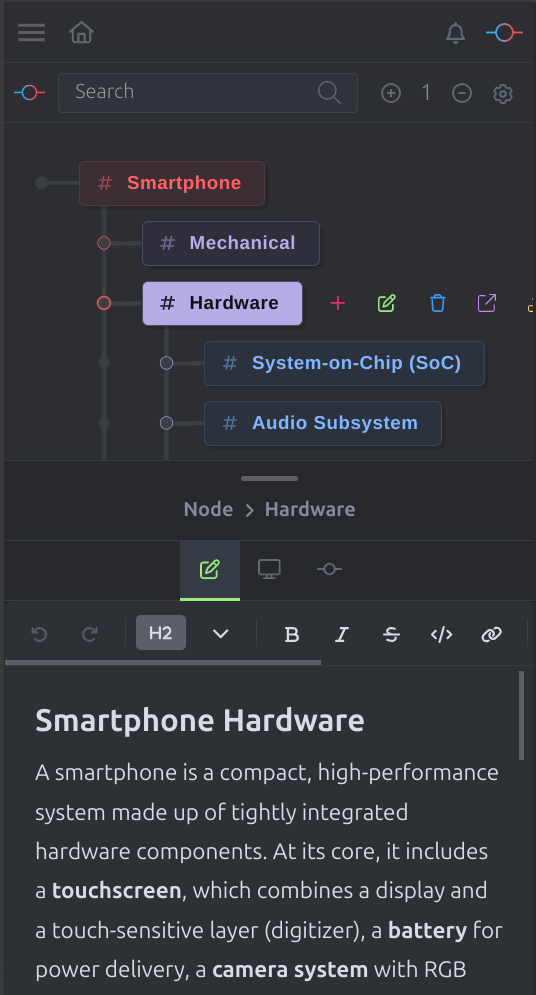 Search
1
# Smartphone
# Mechanical
# Hardware
# System-on-Chip (SoC)
# Audio Subsystem
Node > Hardware
H2 B I S </>
Smartphone Hardware
A smartphone is a compact, high-performance
system made up of tightly integrated
hardware components. At its core, it includes
a touchscreen, which combines a display and
a touch-sensitive layer (digitizer), a battery for
power delivery, a camera system with RGB